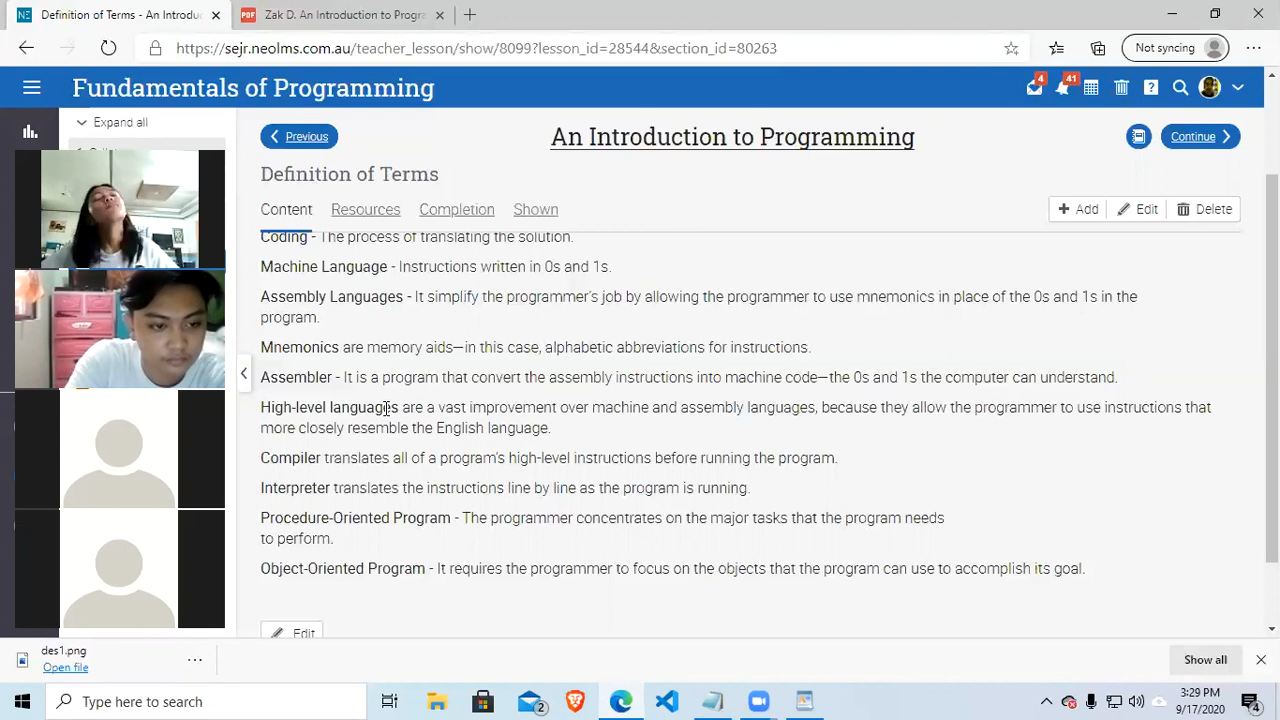 Definition of Terms - An Introduc
Zak D. An Introduction to Progra
https://sejr.neolms.com.au/teacher_lesson/show/8099?lesson_id=28544&section_id=80263
Not syncing
Fundamentals of Programming
4
41
Expand all
Previous
An Introduction to Programming
Continue
Definition of Terms
Content Resources Completion Shown
Add Edit Delete
Coding - The process of translating the solution.
Machine Language - Instructions written in 0s and 1s.
Assembly Languages - It simplify the programmer's job by allowing the programmer to use mnemonics in place of the 0s and 1s in the
program.
Mnemonics are memory aids—in this case, alphabetic abbreviations for instructions.
Assembler - It is a program that convert the assembly instructions into machine code—the 0s and 1s the computer can understand.
High-level languages are a vast improvement over machine and assembly languages, because they allow the programmer to use instructions that
more closely resemble the English language.
Compiler translates all of a program's high-level instructions before running the program.
Interpreter translates the instructions line by line as the program is running.
Procedure-Oriented Program - The programmer concentrates on the major tasks that the program needs
to perform.
Object-Oriented Program - It requires the programmer to focus on the objects that the program can use to accomplish its goal.
Edit
des1.png
Open file
Show all
Type here to search
2
3:29 PM
9/17/2020
4